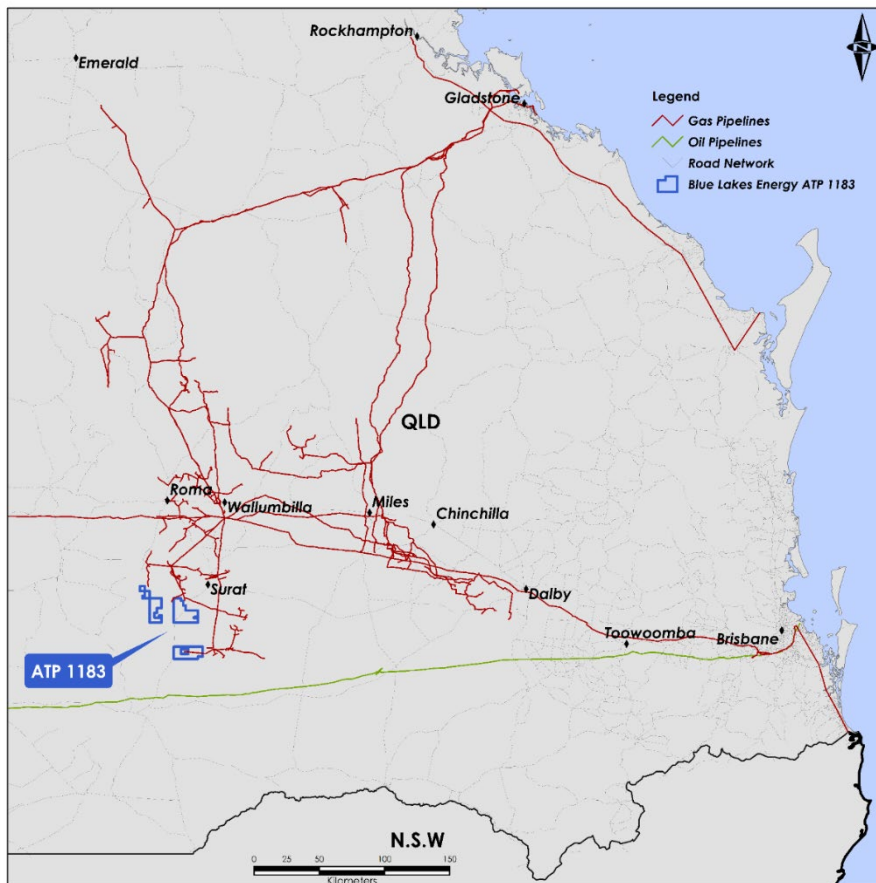 Rockhampton
Emerald
N
Gladstone
Legend
Gas Pipelines
Oil Pipelines
Road Network
Blue Lakes Energy ATP 1183
QLD
Roma
Wallumbilla
Miles
Chinchilla
Surat
Dalby
Toowoomba
Brisbane
ATP 1183
N.S.W
0 25 50 100 150
Kilometers